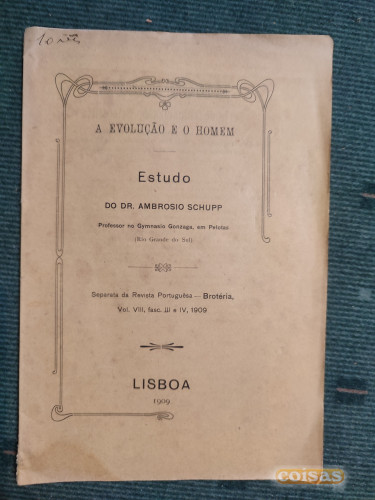 A EVOLUÇÃO E O HOMEM
Estudo
DO DR. AMBROSIO SCHUPP
Professor no Gymnasio Gonzaga, em Pelotas
(Rio Grande do Sul)
Separata da Revista Portuguêsa — Brotéria,
Vol. VIII, fasc. III e IV, 1909
LISBOA
1909
coisas